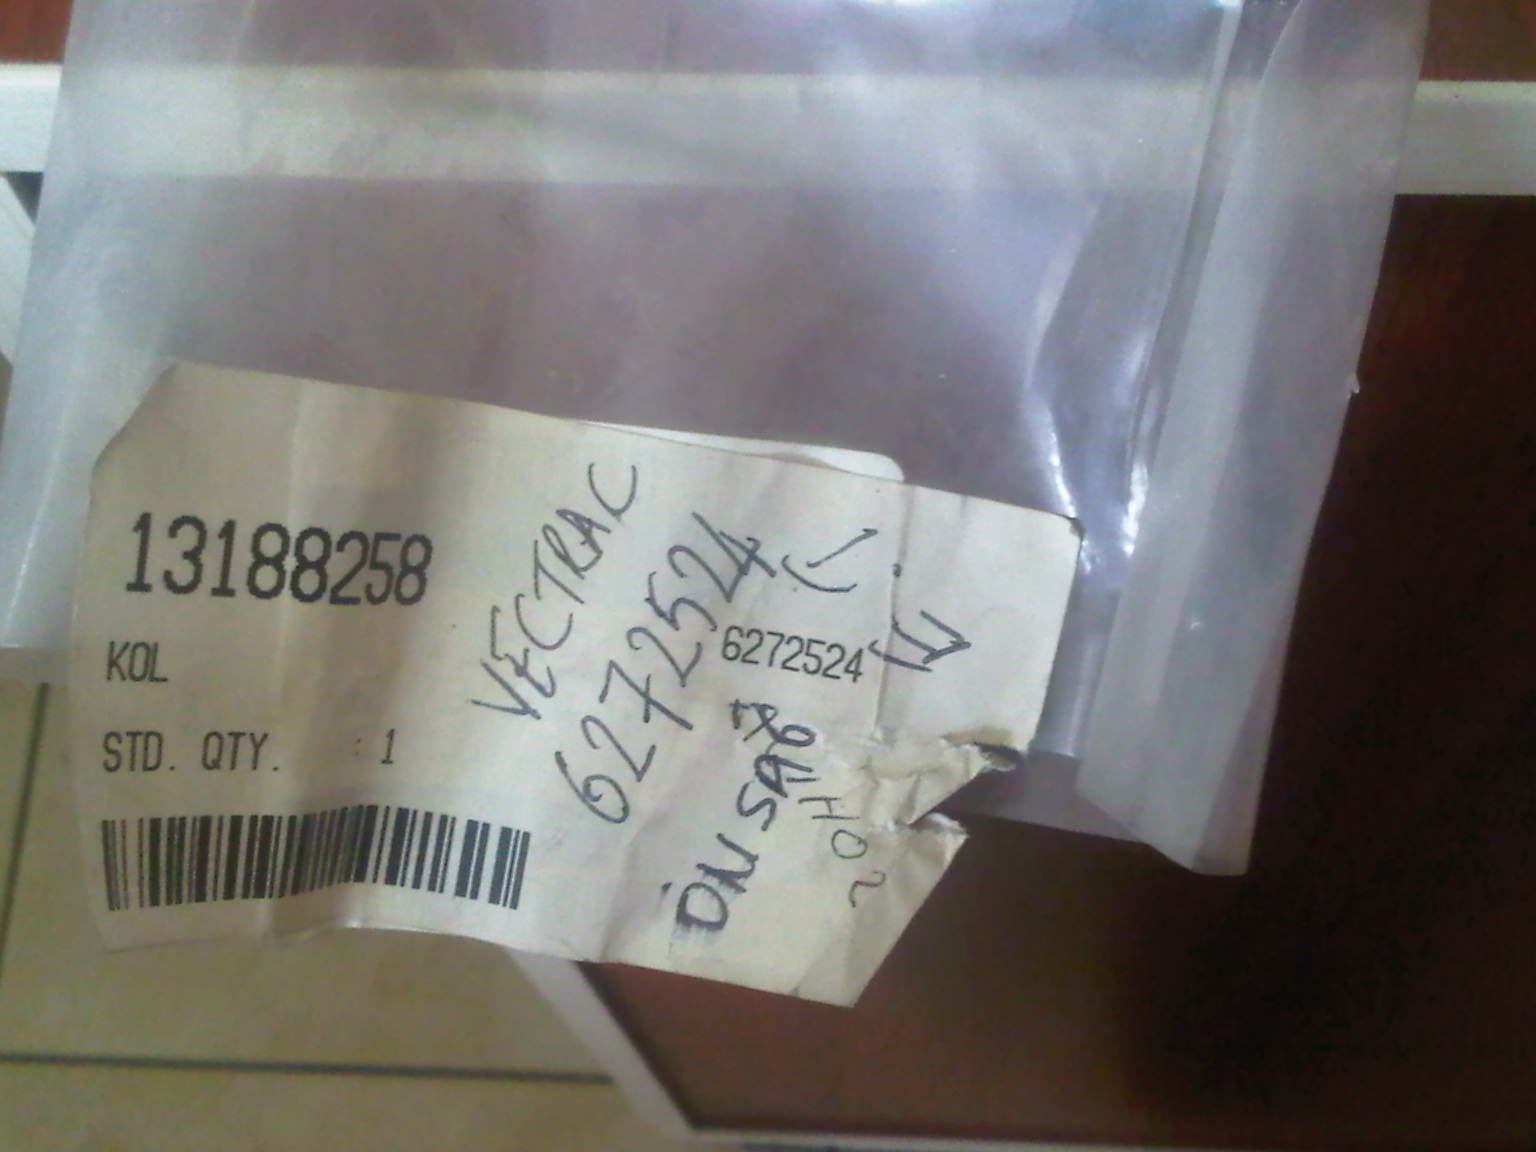 13188258
KOL
STD. QTY. : 1
6272524
VECTRA C
6272524
ÖN SAĞ